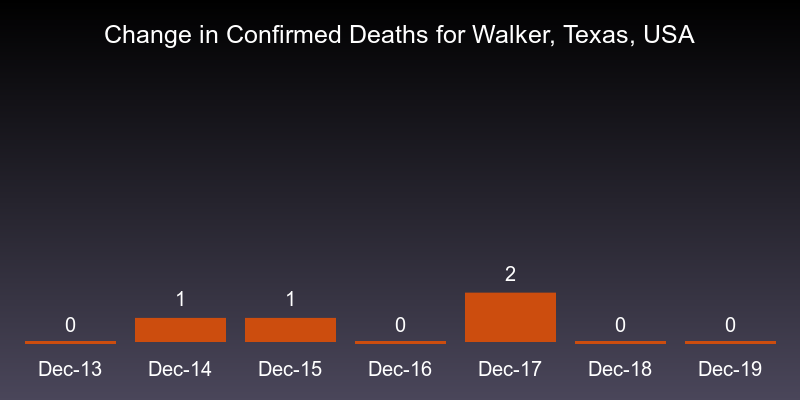 Change in Confirmed Deaths for Walker, Texas, USA
2
1 1
0 0 0 0
Dec-13 Dec-14 Dec-15 Dec-16 Dec-17 Dec-18 Dec-19